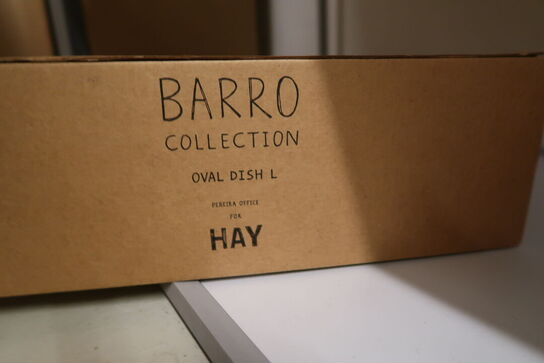 BARRO
COLLECTION
OVAL DISH L
PEREIRA OFFICE
FOR
HAY